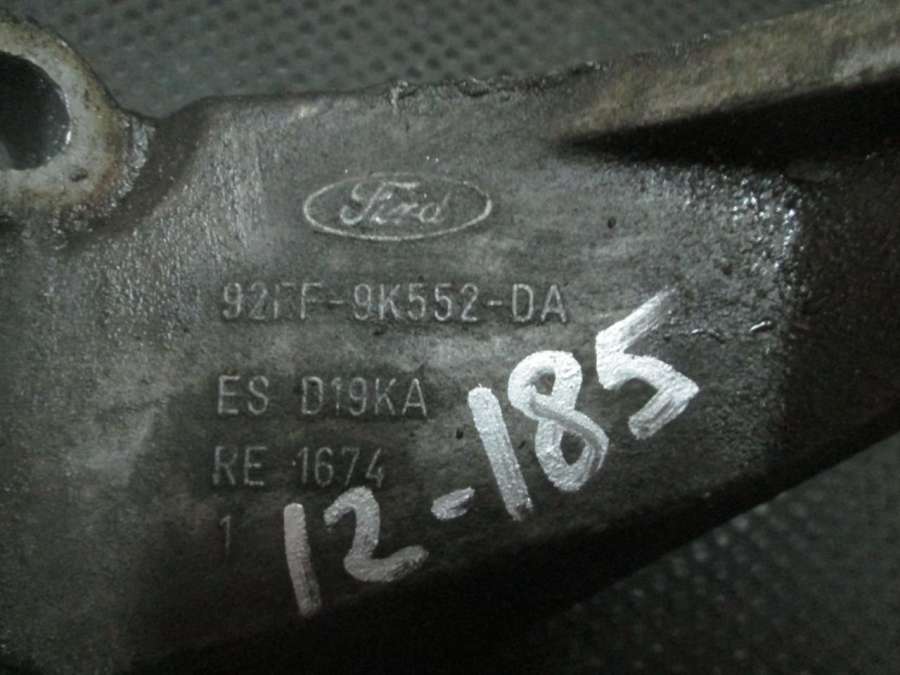 Ford
92FF-9K552-DA
ES D19KA
RE 1674
1
12-185